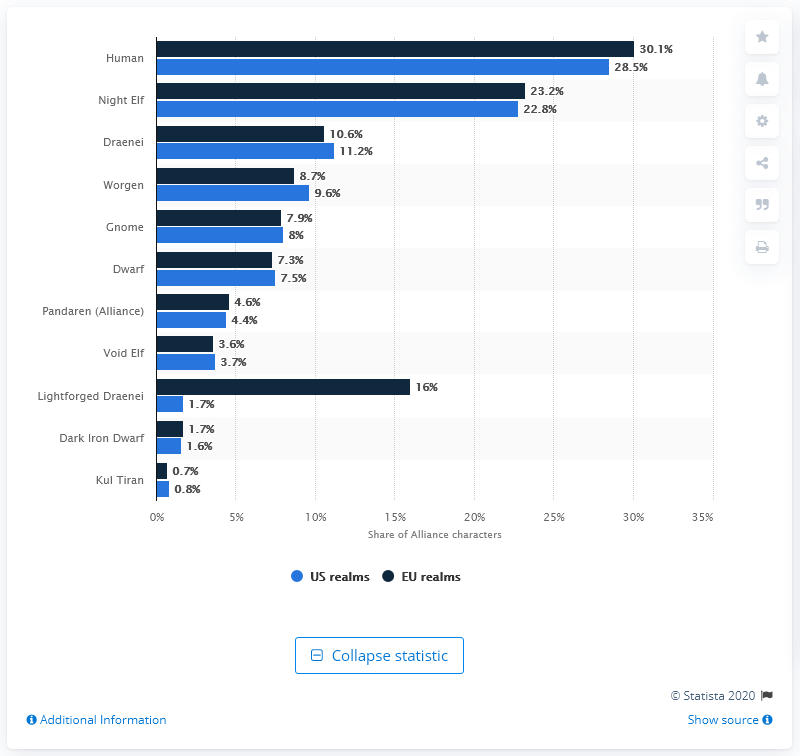 Human
30.1%
28.5%
Night Elf
23.2%
22.8%
Draenei
10.6%
11.2%
Worgen
8.7%
9.6%
Gnome
7.9%
8%
Dwarf
7.3%
7.5%
Pandaren (Alliance)
4.6%
4.4%
Void Elf
3.6%
3.7%
Lightforged Draenei
16%
1.7%
Dark Iron Dwarf
1.7%
1.6%
Kul Tiran
0.7%
0.8%
0% 5% 10% 15% 20% 25% 30% 35%
Share of Alliance characters
US realms EU realms
Collapse statistic
© Statista 2020
Additional Information Show source